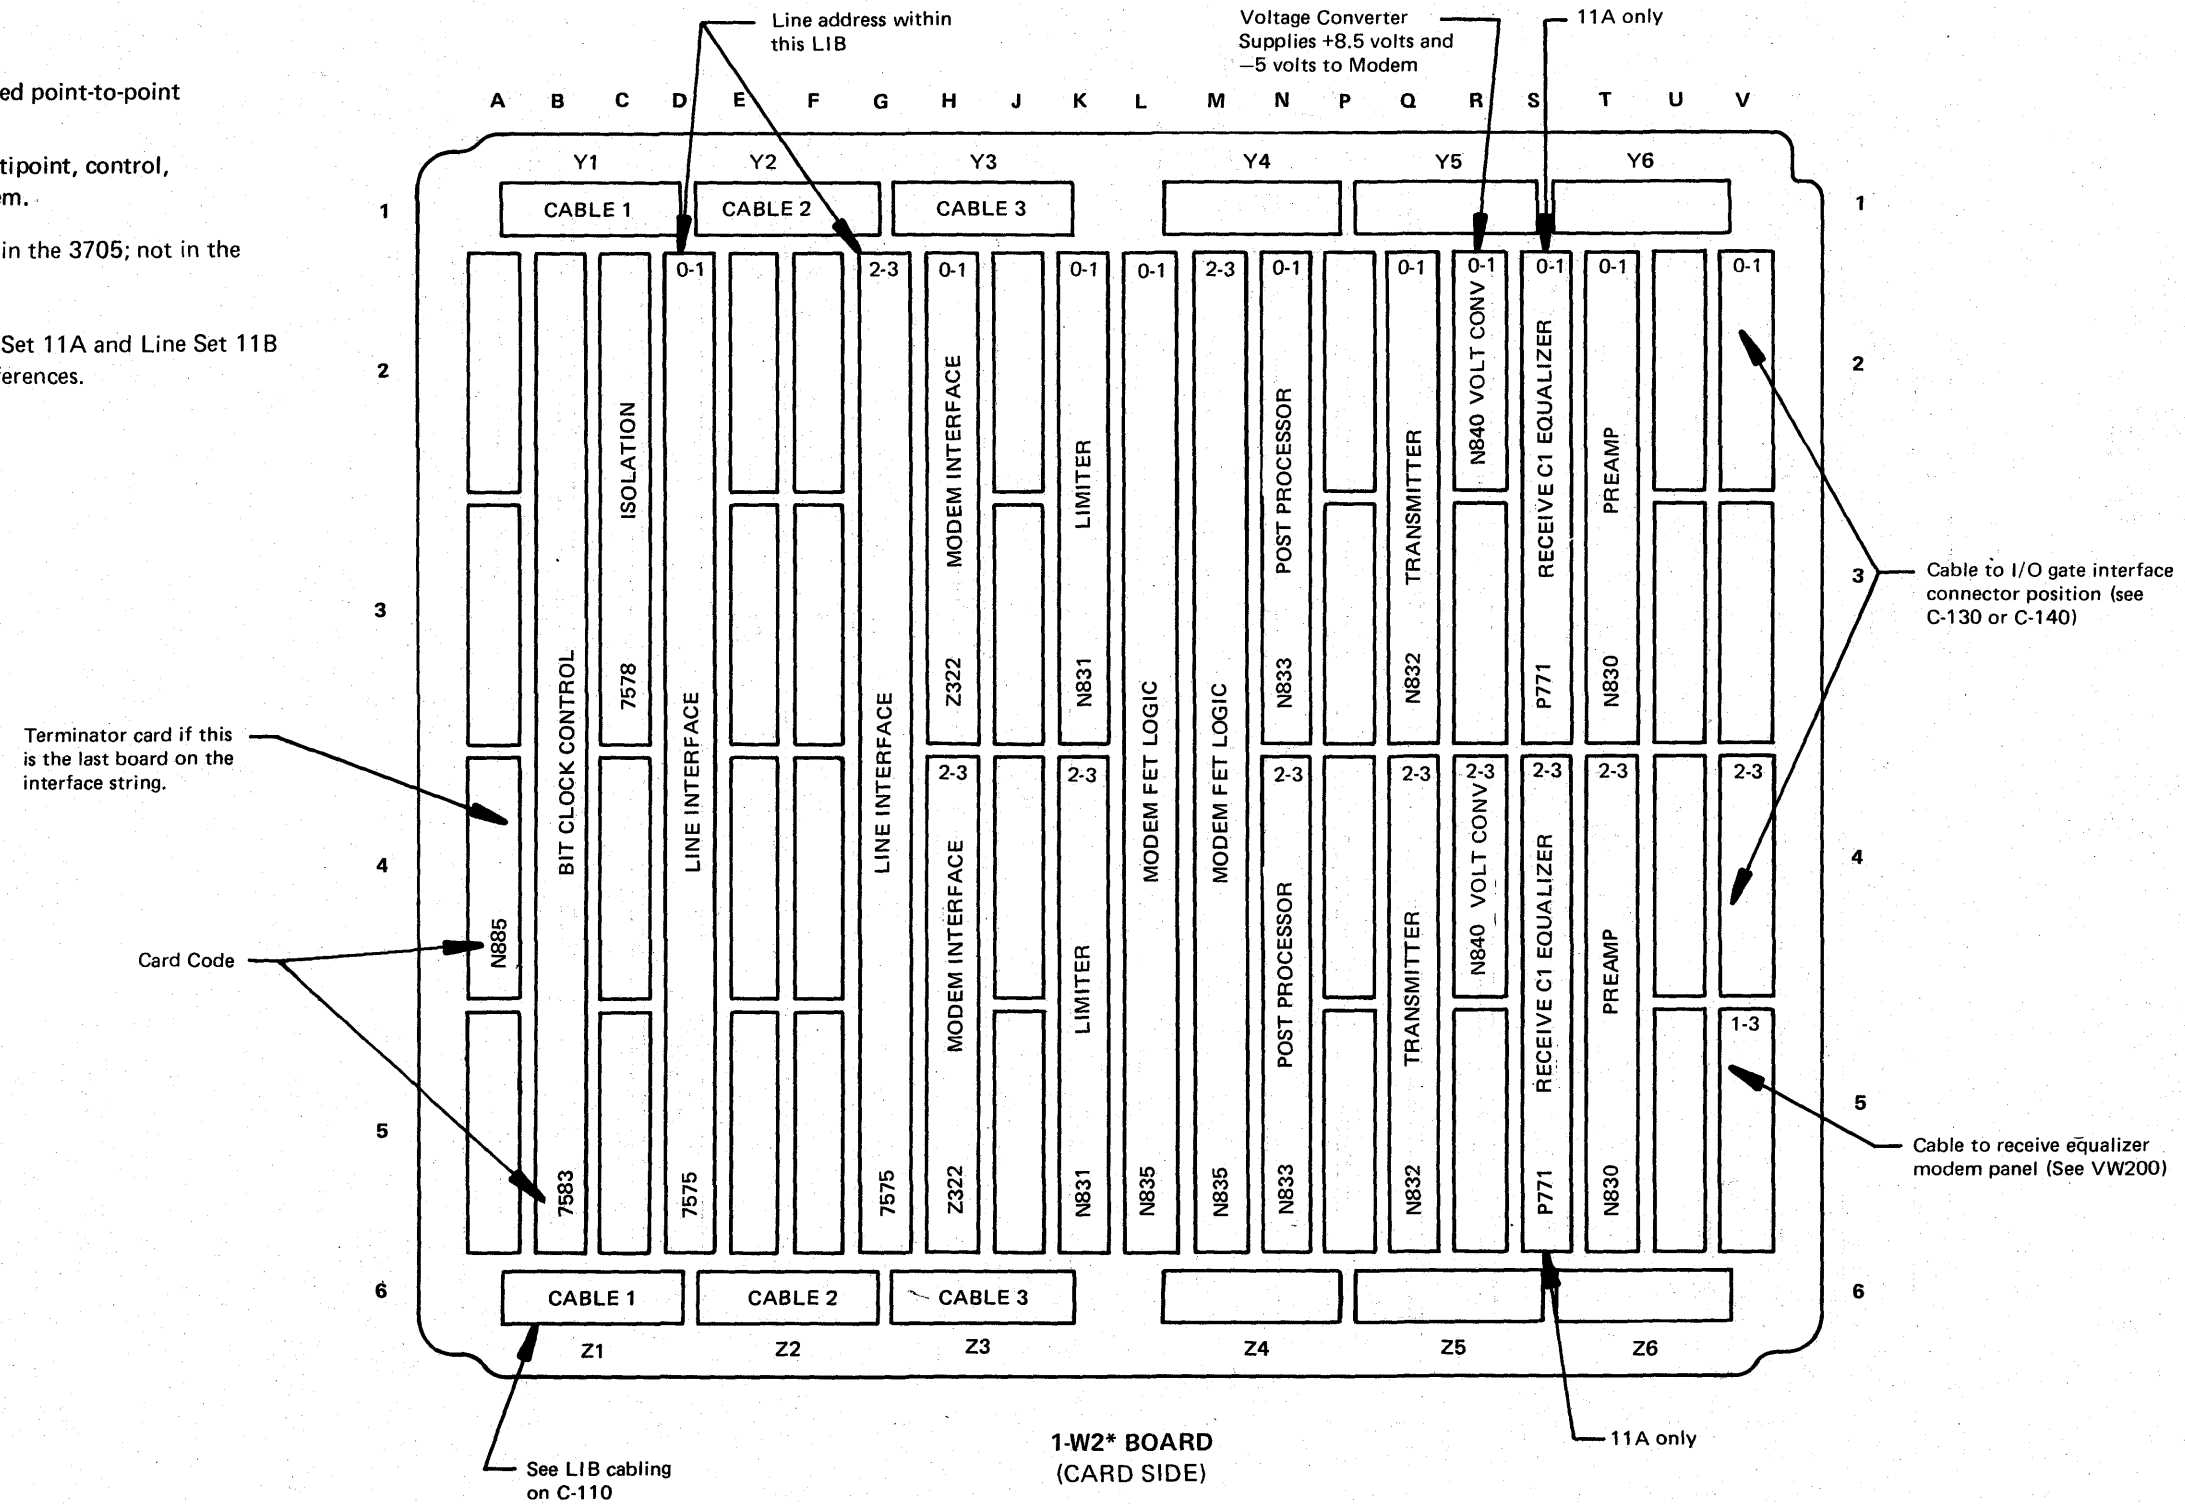 Line address within
this LIB
Voltage Converter
Supplies +8.5 volts and
—5 volts to Modem
11A only
ed point-to-point
tipoint, control,
em.
in the 3705; not in the
Set 11A and Line Set 11B
ferences.
A B C D E F G H J K L M N P Q R S T U V
Y1 Y2 Y3 Y4 Y5 Y6
1 CABLE 1 CABLE 2 CABLE 3 1
0-1 2-3 0-1 0-1 0-1 2-3 0-1 0-1 0-1 0-1 0-1 0-1
2 2
3 3
4 4
5 5
BIT CLOCK CONTROL
7583
ISOLATION
7578
LINE INTERFACE
7575
LINE INTERFACE
7575
MODEM INTERFACE
Z322
LIMITER
N831
MODEM FET LOGIC
N835
MODEM FET LOGIC
N835
POST PROCESSOR
N833
TRANSMITTER
N832
N840 VOLT CONV
RECEIVE C1 EQUALIZER
P771
PREAMP
N830
Cable to I/O gate interface
connector position (see
C-130 or C-140)
Terminator card if this
is the last board on the
interface string.
2-3 2-3 2-3 2-3 2-3 2-3 2-3 2-3
N885
MODEM INTERFACE
Z322
LIMITER
N831
POST PROCESSOR
N833
TRANSMITTER
N832
N840 VOLT CONV
RECEIVE C1 EQUALIZER
P771
PREAMP
N830
Card Code
1-3
Cable to receive equalizer
modem panel (See VW200)
6 CABLE 1 CABLE 2 CABLE 3 6
Z1 Z2 Z3 Z4 Z5 Z6
See LIB cabling
on C-110
1-W2* BOARD
(CARD SIDE)
11A only